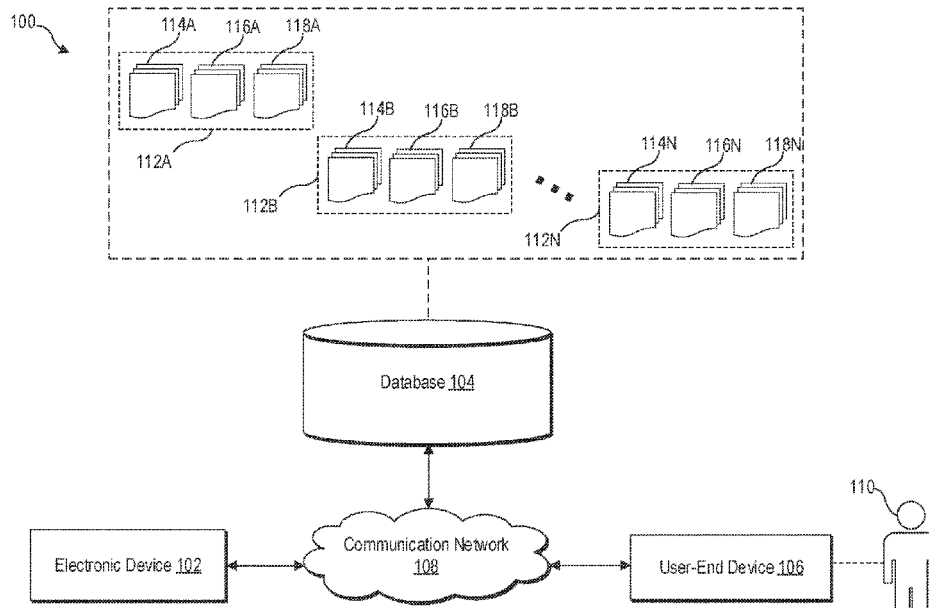 100
114A 116A 118A
112A
114B 116B 118B
112B
114N 116N 118N
112N
Database 104
110
Communication Network
108
Electronic Device 102
User-End Device 106